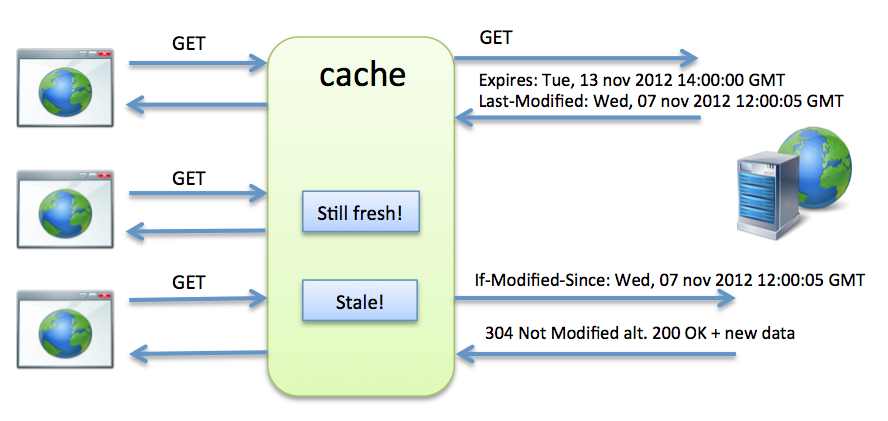 GET
GET
cache
Expires: Tue, 13 nov 2012 14:00:00 GMT
Last-Modified: Wed, 07 nov 2012 12:00:05 GMT
GET
Still fresh!
GET
If-Modified-Since: Wed, 07 nov 2012 12:00:05 GMT
Stale!
304 Not Modified alt. 200 OK + new data